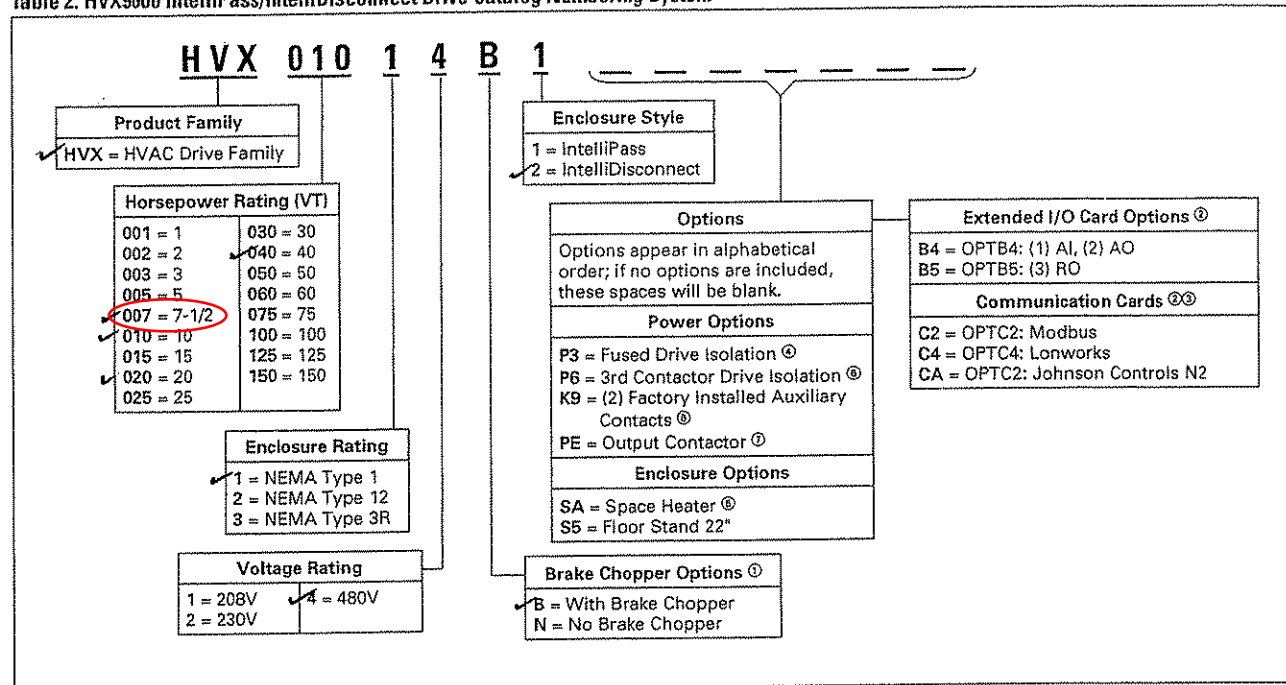 Table 2. HVX9000 IntelliPass/IntelliDisconnect Drive Catalog Numbering System
HVX 010 1 4 B 1 _ _ _ _ _ _ _
Product Family
HVX = HVAC Drive Family
Enclosure Style
1 = IntelliPass
2 = IntelliDisconnect
Horsepower Rating (VT)
001 = 1
002 = 2
003 = 3
005 = 5
007 = 7-1/2
010 = 10
015 = 15
020 = 20
025 = 25
030 = 30
040 = 40
050 = 50
060 = 60
075 = 75
100 = 100
125 = 125
150 = 150
Options
Options appear in alphabetical
order; if no options are included,
these spaces will be blank.
Power Options
P3 = Fused Drive Isolation ④
P6 = 3rd Contactor Drive Isolation
K9 = (2) Factory Installed Auxiliary
Contacts
PE = Output Contactor ⑦
Enclosure Options
SA = Space Heater
S5 = Floor Stand 22"
Extended I/O Card Options ②
B4 = OPTB4: (1) AI, (2) AO
B5 = OPTB5: (3) RO
Communication Cards ②③
C2 = OPTC2: Modbus
C4 = OPTC4: Lonworks
CA = OPTC2: Johnson Controls N2
Enclosure Rating
1 = NEMA Type 1
2 = NEMA Type 12
3 = NEMA Type 3R
Voltage Rating
1 = 208V
2 = 230V
4 = 480V
Brake Chopper Options ①
B = With Brake Chopper
N = No Brake Chopper